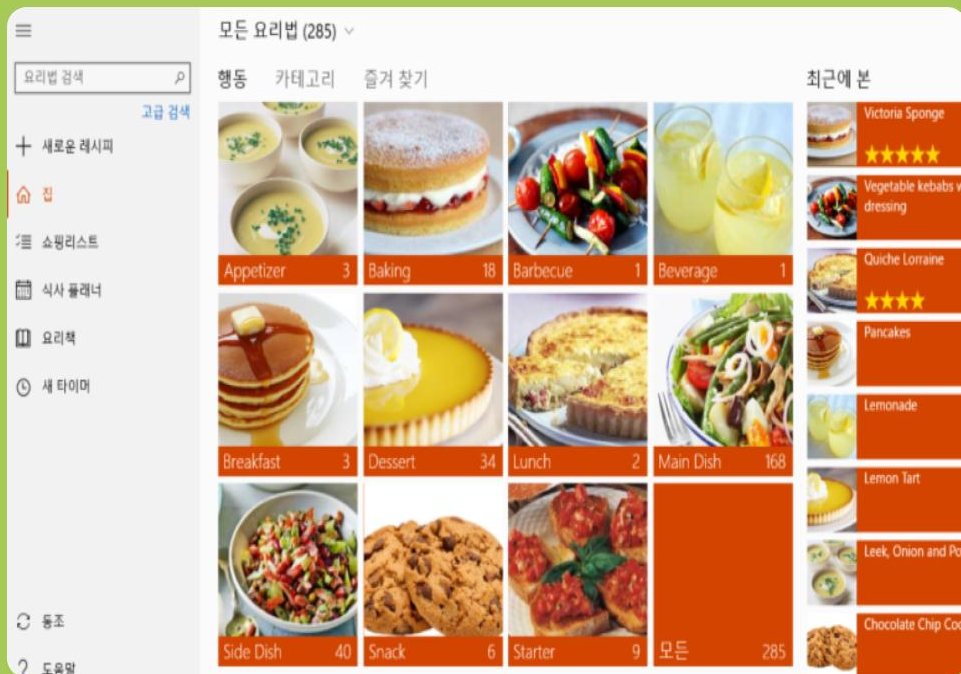 모든 요리법 (285)
요리법 검색
고급 검색
새로운 레시피
집
쇼핑리스트
식사 플래너
요리책
새 타이머
동조
도움말
행동 카테고리 즐겨 찾기
Appetizer 3
Baking 18
Barbecue 1
Beverage 1
Breakfast 3
Dessert 34
Lunch 2
Main Dish 168
Side Dish 40
Snack 6
Starter 9
모든 285
최근에 본
Victoria Sponge
Vegetable kebabs w
dressing
Quiche Lorraine
Pancakes
Lemonade
Lemon Tart
Leek, Onion and Po
Chocolate Chip Coo